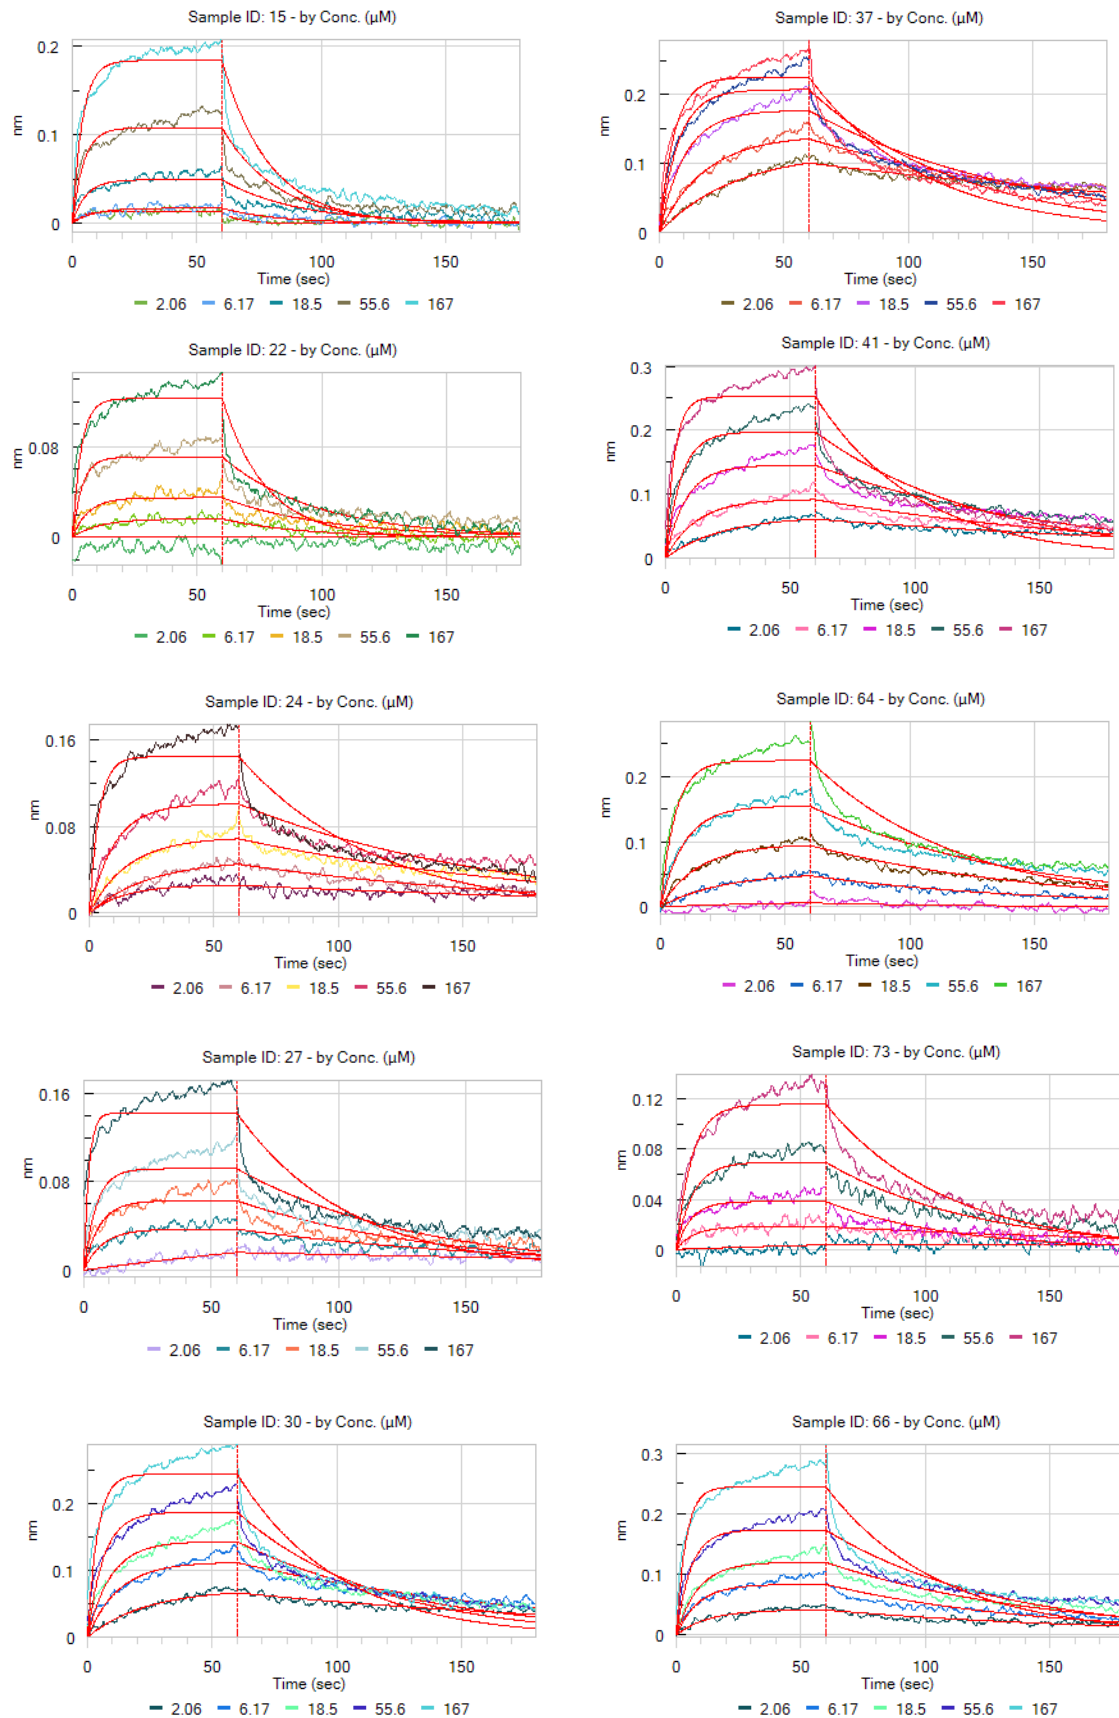 Sample ID: 15 - by Conc. (µM)
0.2
0.1
0
nm
0 50 100 150
Time (sec)
2.06 6.17 18.5 55.6 167
Sample ID: 37 - by Conc. (µM)
0.2
0.1
0
nm
0 50 100 150
Time (sec)
2.06 6.17 18.5 55.6 167
Sample ID: 22 - by Conc. (µM)
0.08
0
nm
0 50 100 150
Time (sec)
2.06 6.17 18.5 55.6 167
Sample ID: 41 - by Conc. (µM)
0.3
0.2
0.1
0
nm
0 50 100 150
Time (sec)
2.06 6.17 18.5 55.6 167
Sample ID: 24 - by Conc. (µM)
0.16
0.08
0
nm
0 50 100 150
Time (sec)
2.06 6.17 18.5 55.6 167
Sample ID: 64 - by Conc. (µM)
0.2
0.1
0
nm
0 50 100 150
Time (sec)
2.06 6.17 18.5 55.6 167
Sample ID: 27 - by Conc. (µM)
0.16
0.08
0
nm
0 50 100 150
Time (sec)
2.06 6.17 18.5 55.6 167
Sample ID: 73 - by Conc. (µM)
0.12
0.08
0.04
0
nm
0 50 100 150
Time (sec)
2.06 6.17 18.5 55.6 167
Sample ID: 30 - by Conc. (µM)
0.2
0.1
0
nm
0 50 100 150
Time (sec)
2.06 6.17 18.5 55.6 167
Sample ID: 66 - by Conc. (µM)
0.3
0.2
0.1
0
nm
0 50 100 150
Time (sec)
2.06 6.17 18.5 55.6 167